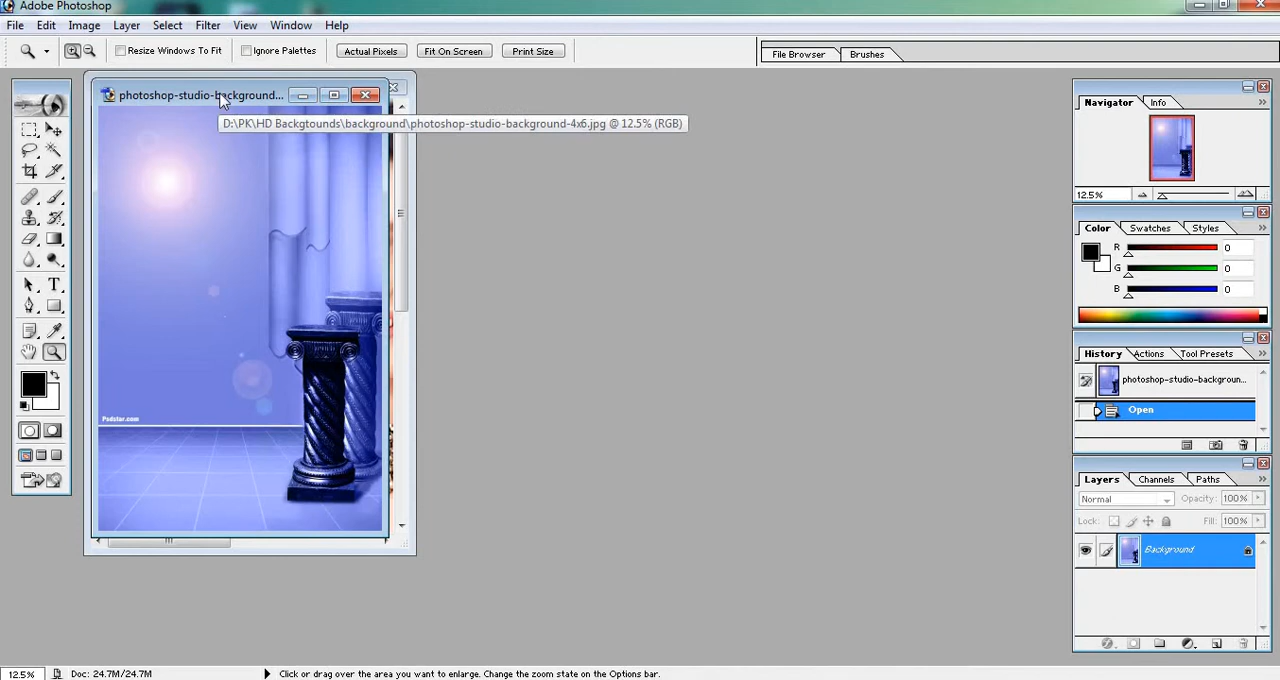 Adobe Photoshop
File Edit Image Layer Select Filter View Window Help
Resize Windows To Fit Ignore Palettes Actual Pixels Fit On Screen Print Size File Browser Brushes
photoshop-studio-background...
D:\PK\HD Backgtounds\background\photoshop-studio-background-4x6.jpg @ 12.5% (RGB)
Psdstar.com
Navigator Info
12.5%
Color Swatches Styles
R 0
G 0
B 0
History Actions Tool Presets
photoshop-studio-backgroun...
Open
Layers Channels Paths
Normal Opacity: 100%
Lock: Fill: 100%
Background
12.5% Doc: 24.7M/24.7M Click or drag over the area you want to enlarge. Change the zoom state on the Options bar.